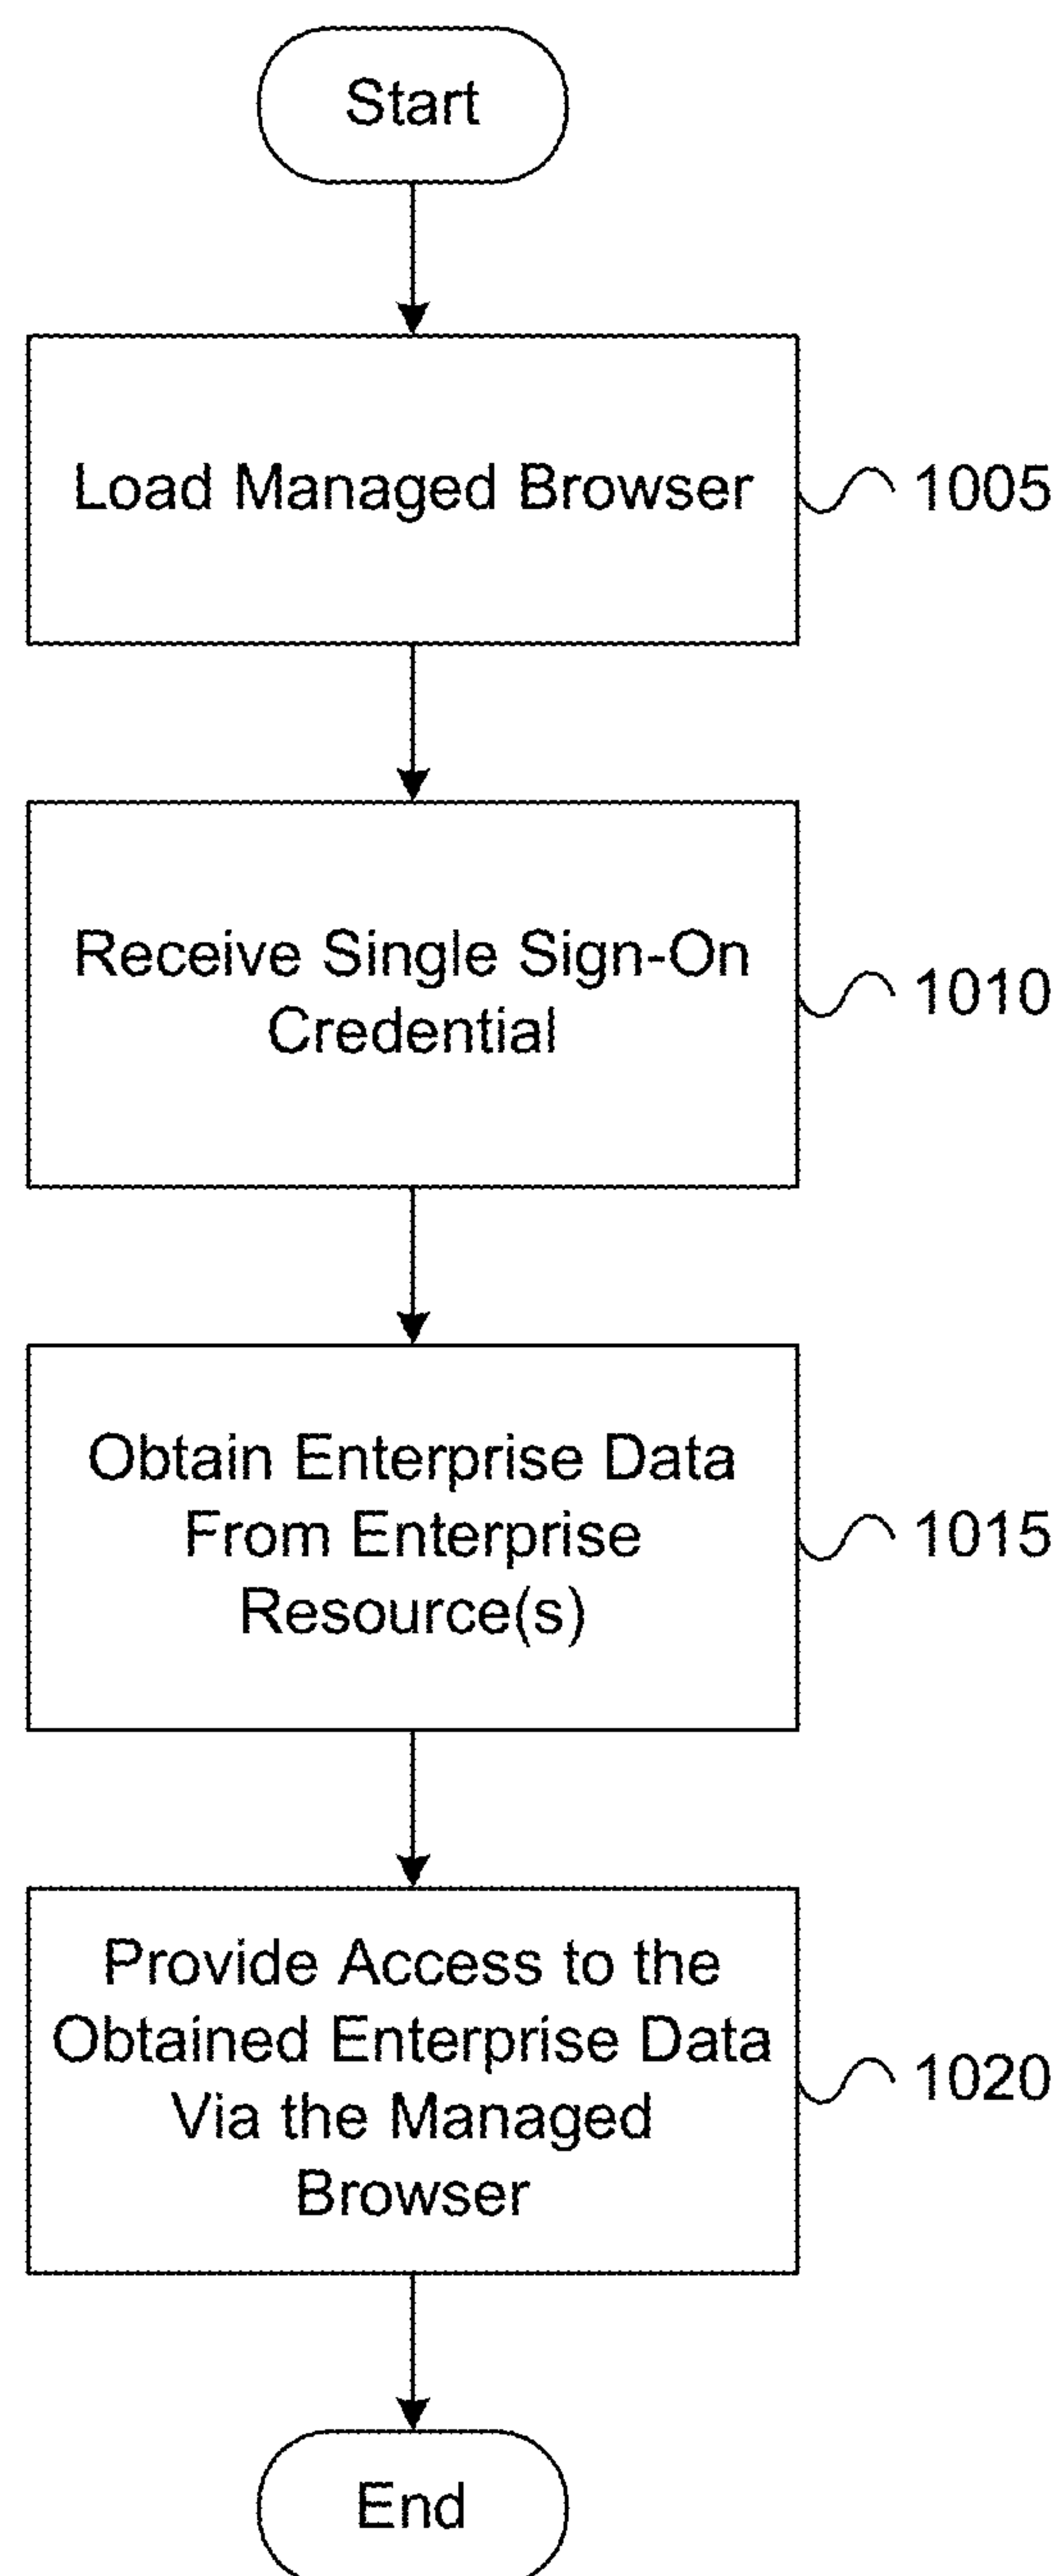 Start
Load Managed Browser
1005
Receive Single Sign-On
Credential
1010
Obtain Enterprise Data
From Enterprise
Resource(s)
1015
Provide Access to the
Obtained Enterprise Data
Via the Managed
Browser
1020
End